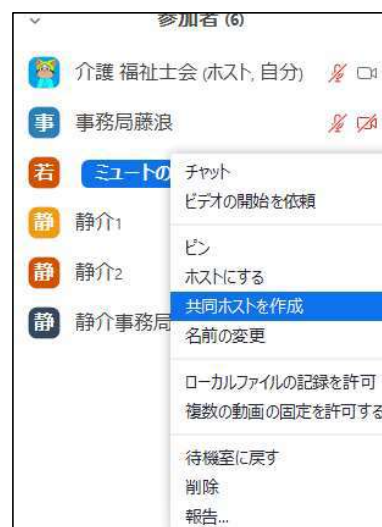 参加者 (6)
介護 福祉士会 (ホスト, 自分)
事 事務局藤浪
若 ミュートの
静 静介1
静 静介2
静 静介事務局
チャット
ビデオの開始を依頼
ピン
ホストにする
共同ホストを作成
名前の変更
ローカルファイルの記録を許可
複数の動画の固定を許可する
待機室に戻す
削除
報告...